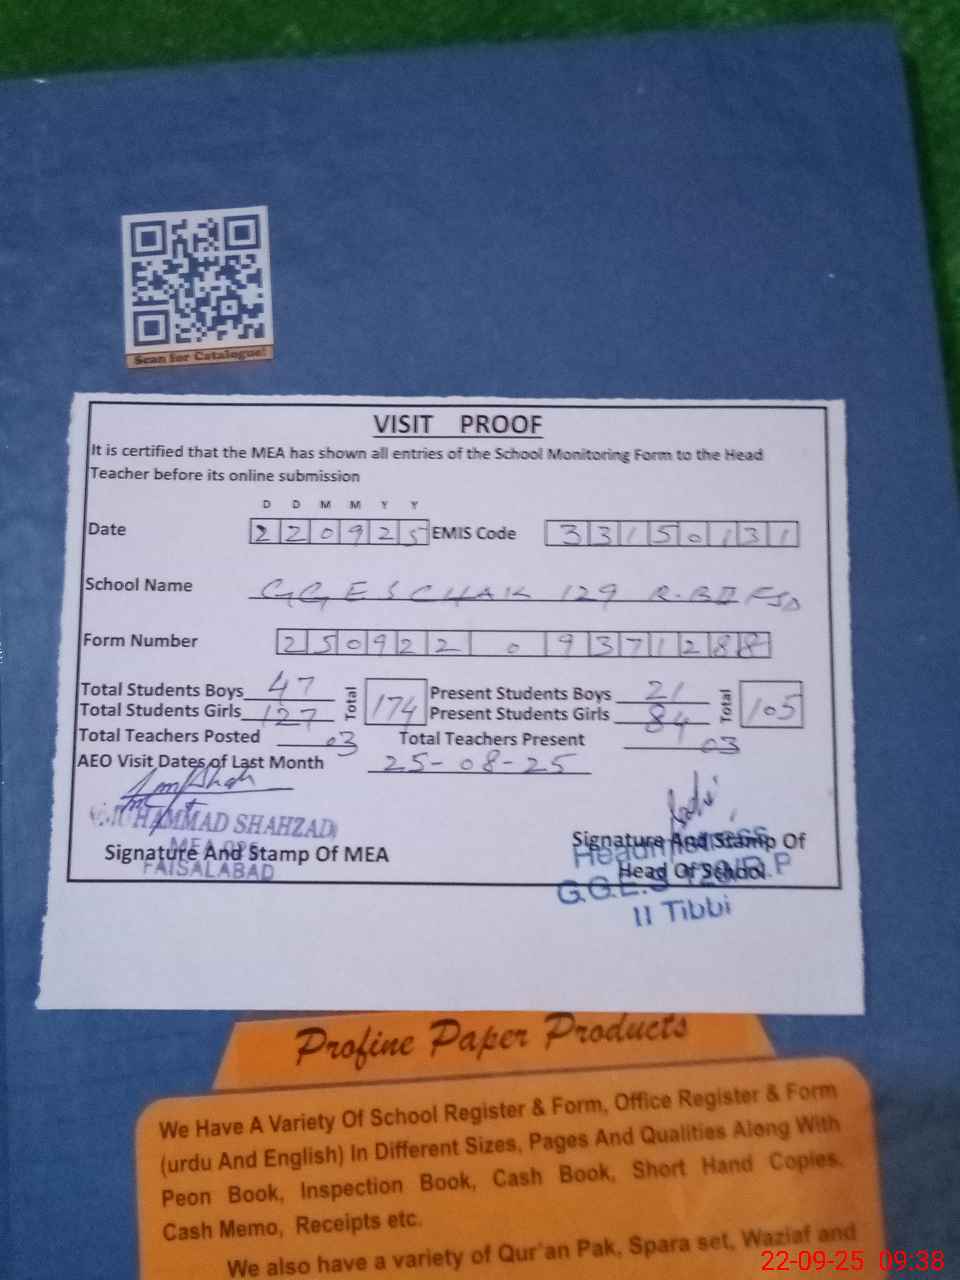 Scan for Catalogue!
VISIT PROOF
It is certified that the MEA has shown all entries of the School Monitoring Form to the Head
Teacher before its online submission
D D M M Y Y
Date 2 2 0 9 2 5 EMIS Code 3 3 1 5 0 1 3 1
School Name GGES CHAK 129 R.B II FSD
Form Number 2 5 0 9 2 2 0 9 3 7 1 2 8 8
Total Students Boys 47 Total 174 Present Students Boys 21 Total 105
Total Students Girls 127 Present Students Girls 84
Total Teachers Posted 03 Total Teachers Present 03
AEO Visit Dates of Last Month 25-08-25
MUHAMMAD SHAHZAD
MEA
FAISALABAD
Signature And Stamp Of MEA
Signature And Stamp Of
Head Of School
Headmistress
G.G.E.S
II Tibbi
Profine Paper Products
We Have A Variety Of School Register & Form, Office Register & Form
(urdu And English) In Different Sizes, Pages And Qualities Along With
Peon Book, Inspection Book, Cash Book, Short Hand Copies,
Cash Memo, Receipts etc.
We also have a variety of Qur'an Pak, Spara set, Waziaf and
22-09-25 09:38